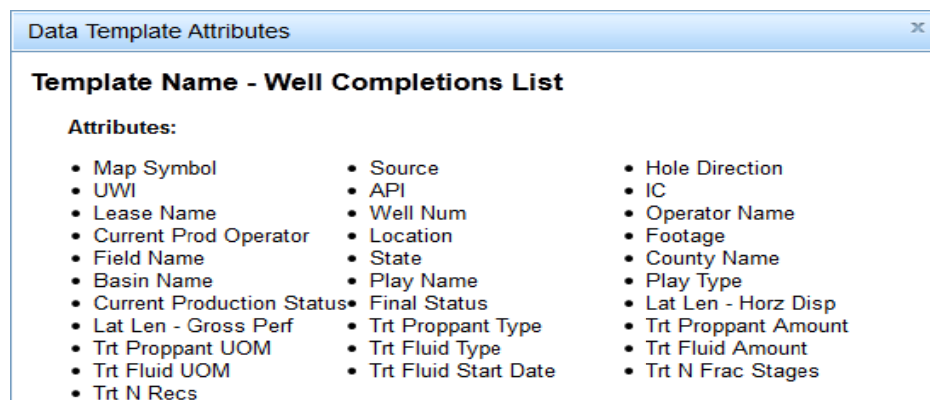 Data Template Attributes x
Template Name - Well Completions List
Attributes:
• Map Symbol • Source • Hole Direction
• UWI • API • IC
• Lease Name • Well Num • Operator Name
• Current Prod Operator • Location • Footage
• Field Name • State • County Name
• Basin Name • Play Name • Play Type
• Current Production Status • Final Status • Lat Len - Horz Disp
• Lat Len - Gross Perf • Trt Proppant Type • Trt Proppant Amount
• Trt Proppant UOM • Trt Fluid Type • Trt Fluid Amount
• Trt Fluid UOM • Trt Fluid Start Date • Trt N Frac Stages
• Trt N Recs